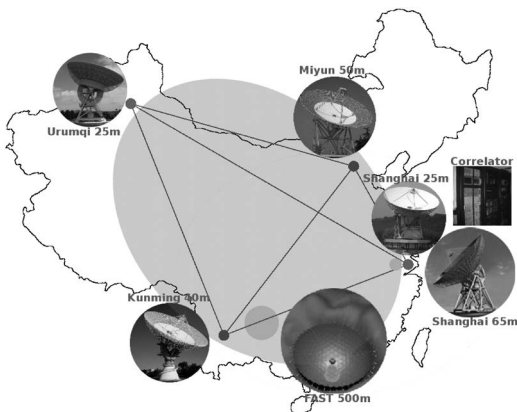 Miyun 50m
Urumqi 25m
Correlator
Shanghai 25m
Kunming 40m
Shanghai 65m
FAST 500m